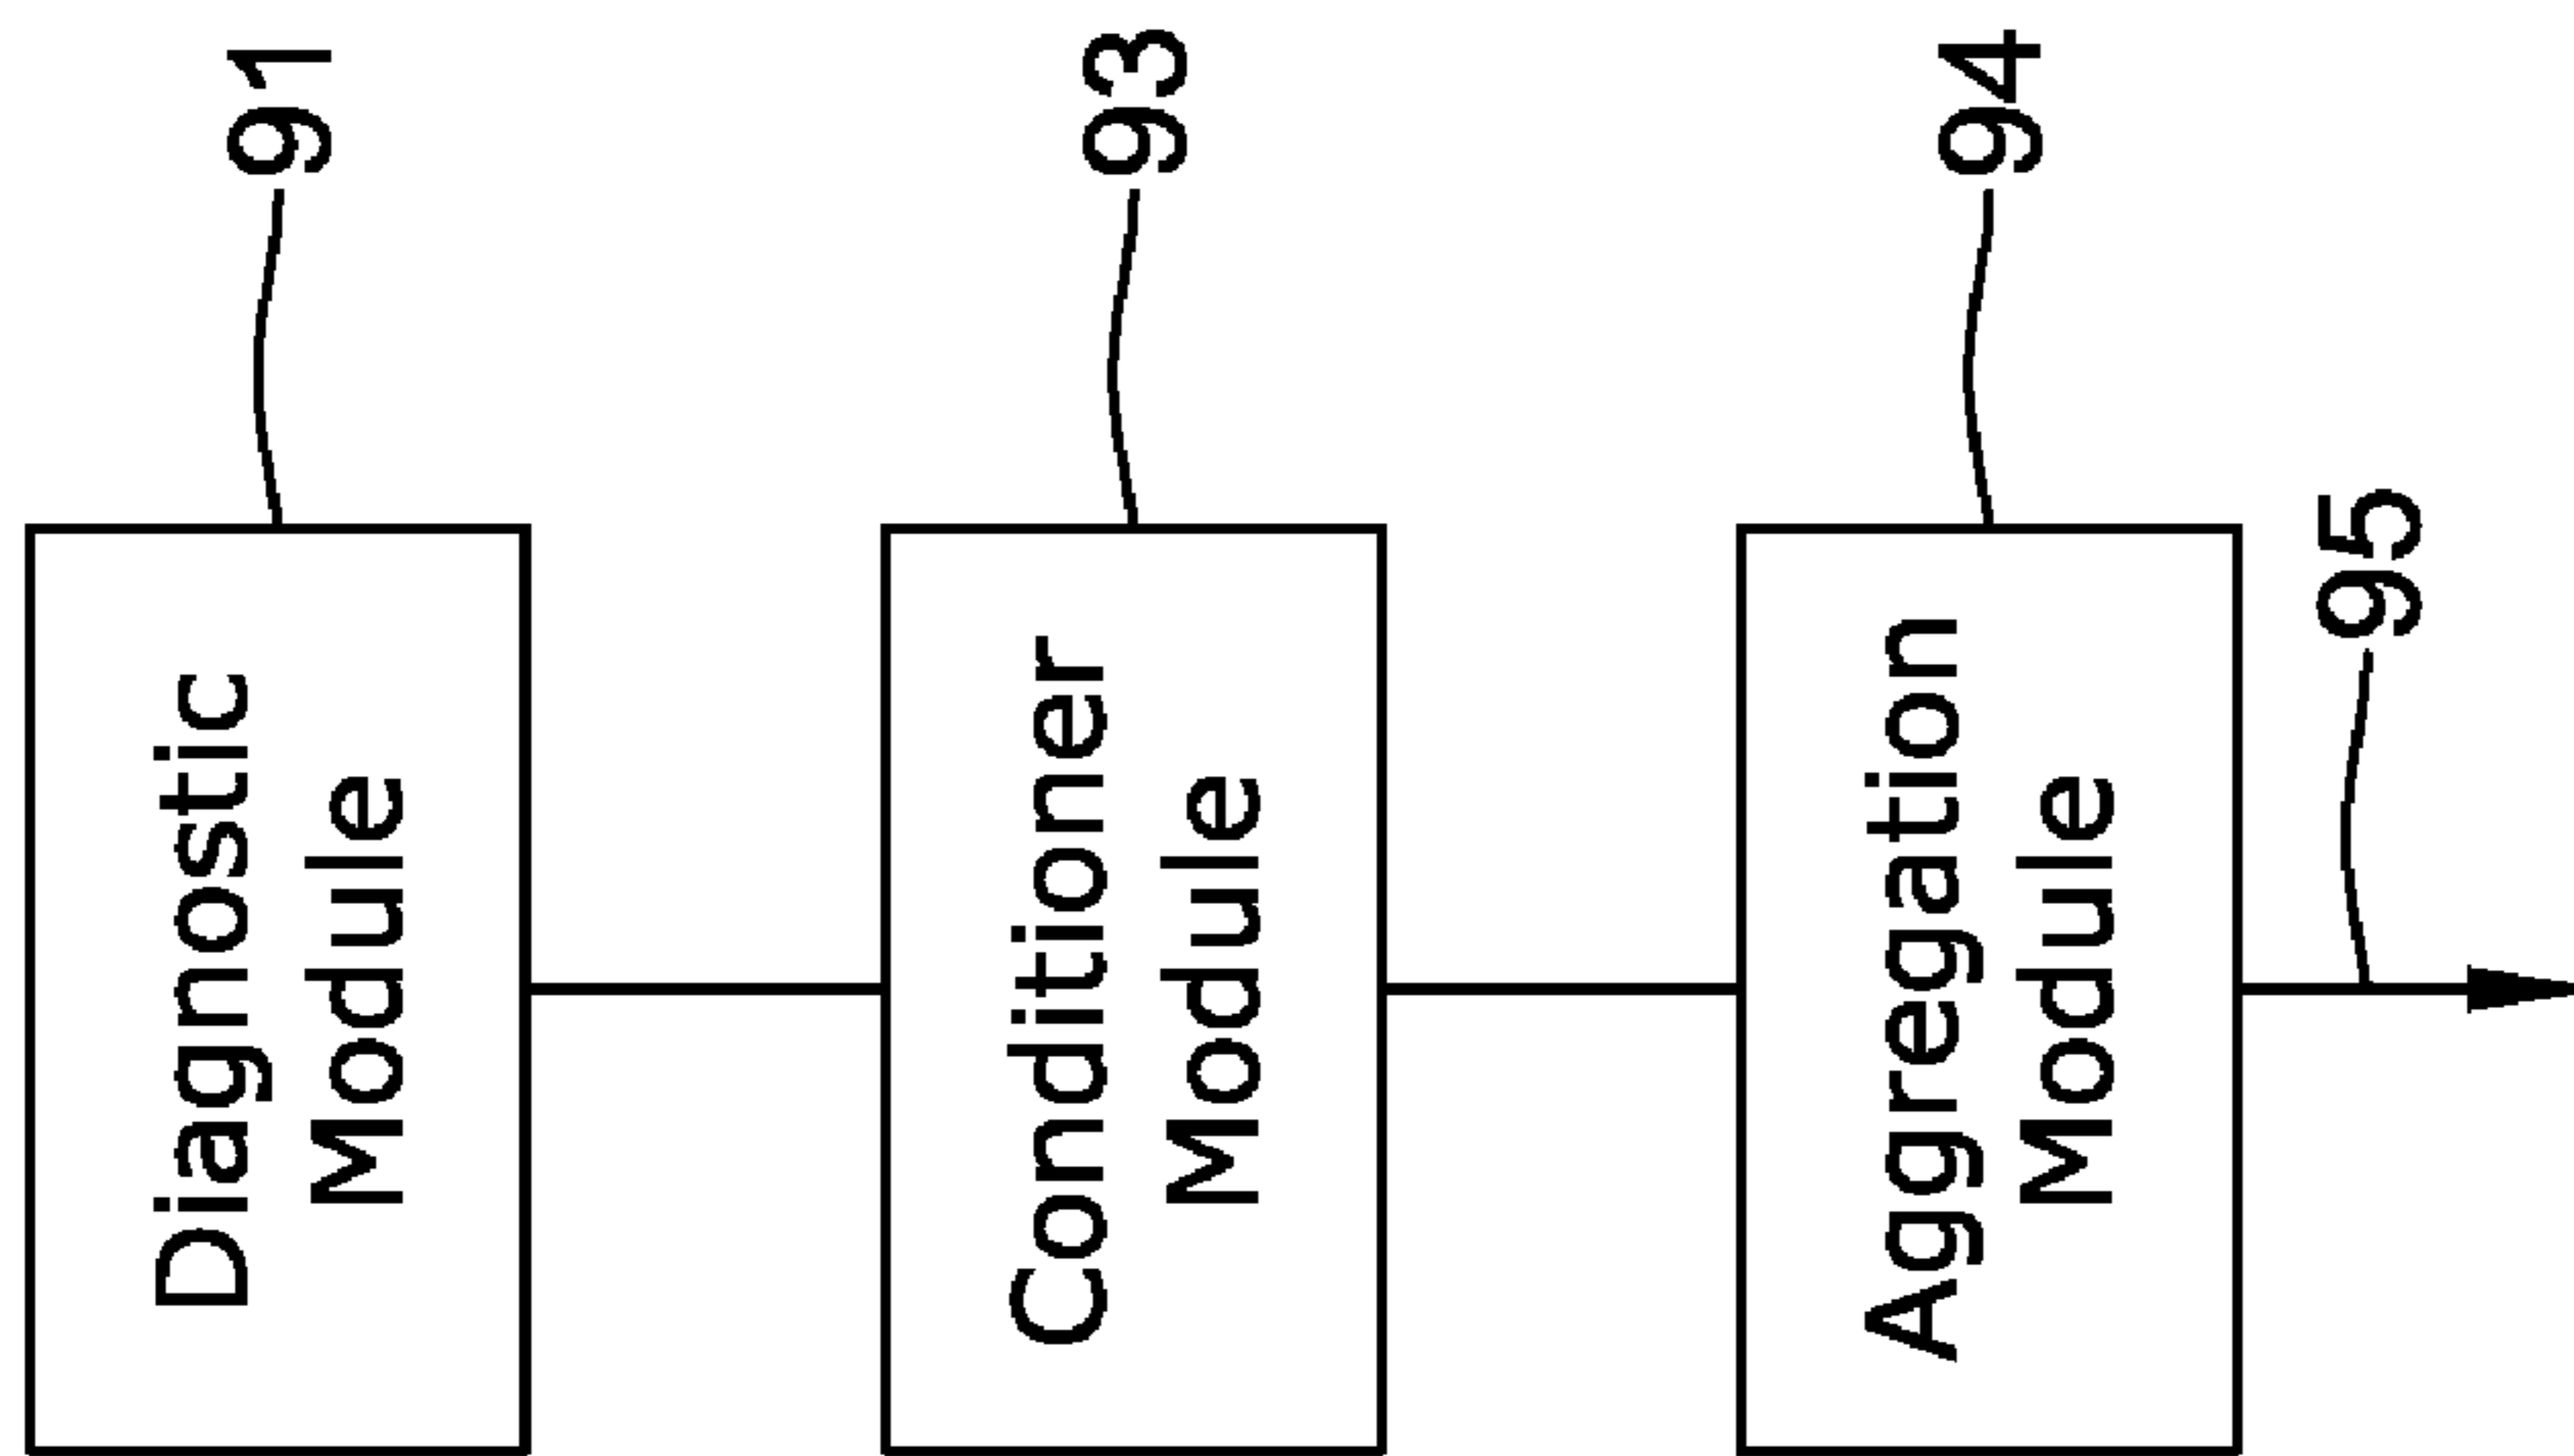 Diagnostic
Module
91
Conditioner
Module
93
Aggregation
Module
94
95